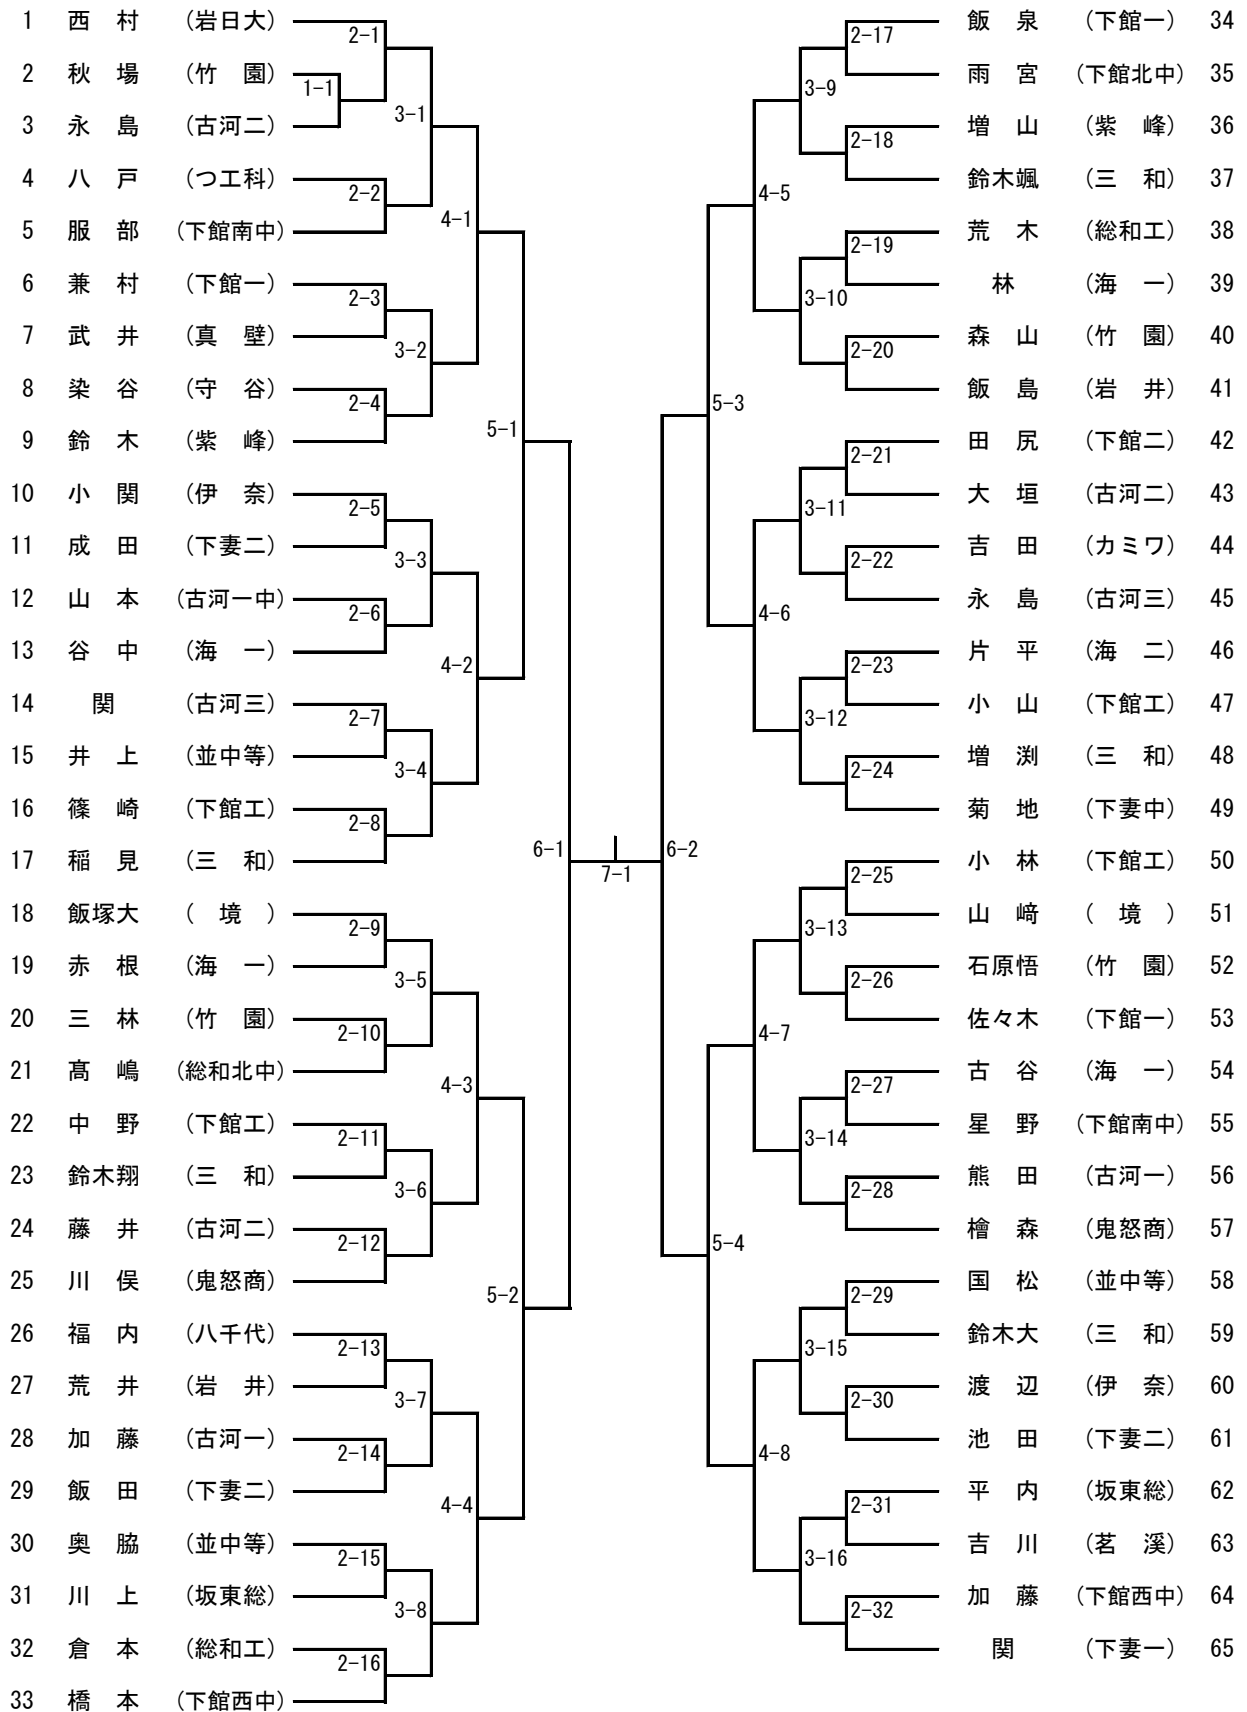 1 西 村 (岩日大)
2-1
2 秋 場 (竹 園)
1-1
3 永 島 (古河二)
3-1
4 八 戸 (つ工科)
2-2
5 服 部 (下館南中)
4-1
6 兼 村 (下館一)
2-3
7 武 井 (真 壁)
3-2
8 染 谷 (守 谷)
2-4
9 鈴 木 (紫 峰)
5-1
10 小 関 (伊 奈)
2-5
11 成 田 (下妻二)
3-3
12 山 本 (古河一中)
2-6
13 谷 中 (海 一)
4-2
14 関 (古河三)
2-7
15 井 上 (並中等)
3-4
16 篠 崎 (下館工)
2-8
17 稲 見 (三 和)
6-1
18 飯塚大 ( 境 )
2-9
19 赤 根 (海 一)
3-5
20 三 林 (竹 園)
2-10
21 髙 嶋 (総和北中)
4-3
22 中 野 (下館工)
2-11
23 鈴木翔 (三 和)
3-6
24 藤 井 (古河二)
2-12
25 川 俣 (鬼怒商)
5-2
26 福 内 (八千代)
2-13
27 荒 井 (岩 井)
3-7
28 加 藤 (古河一)
2-14
29 飯 田 (下妻二)
4-4
30 奥 脇 (並中等)
2-15
31 川 上 (坂東総)
3-8
32 倉 本 (総和工)
2-16
33 橋 本 (下館西中)
7-1
飯 泉 (下館一) 34
2-17
雨 宮 (下館北中) 35
3-9
増 山 (紫 峰) 36
2-18
鈴木颯 (三 和) 37
4-5
荒 木 (総和工) 38
2-19
林 (海 一) 39
3-10
森 山 (竹 園) 40
2-20
飯 島 (岩 井) 41
5-3
田 尻 (下館二) 42
2-21
大 垣 (古河二) 43
3-11
吉 田 (カミワ) 44
2-22
永 島 (古河三) 45
4-6
片 平 (海 二) 46
2-23
小 山 (下館工) 47
3-12
増 渕 (三 和) 48
2-24
菊 地 (下妻中) 49
6-2
小 林 (下館工) 50
2-25
山 﨑 ( 境 ) 51
3-13
石原悟 (竹 園) 52
2-26
佐々木 (下館一) 53
4-7
古 谷 (海 一) 54
2-27
星 野 (下館南中) 55
3-14
熊 田 (古河一) 56
2-28
檜 森 (鬼怒商) 57
5-4
国 松 (並中等) 58
2-29
鈴木大 (三 和) 59
3-15
渡 辺 (伊 奈) 60
2-30
池 田 (下妻二) 61
4-8
平 内 (坂東総) 62
2-31
吉 川 (茗 溪) 63
3-16
加 藤 (下館西中) 64
2-32
関 (下妻一) 65